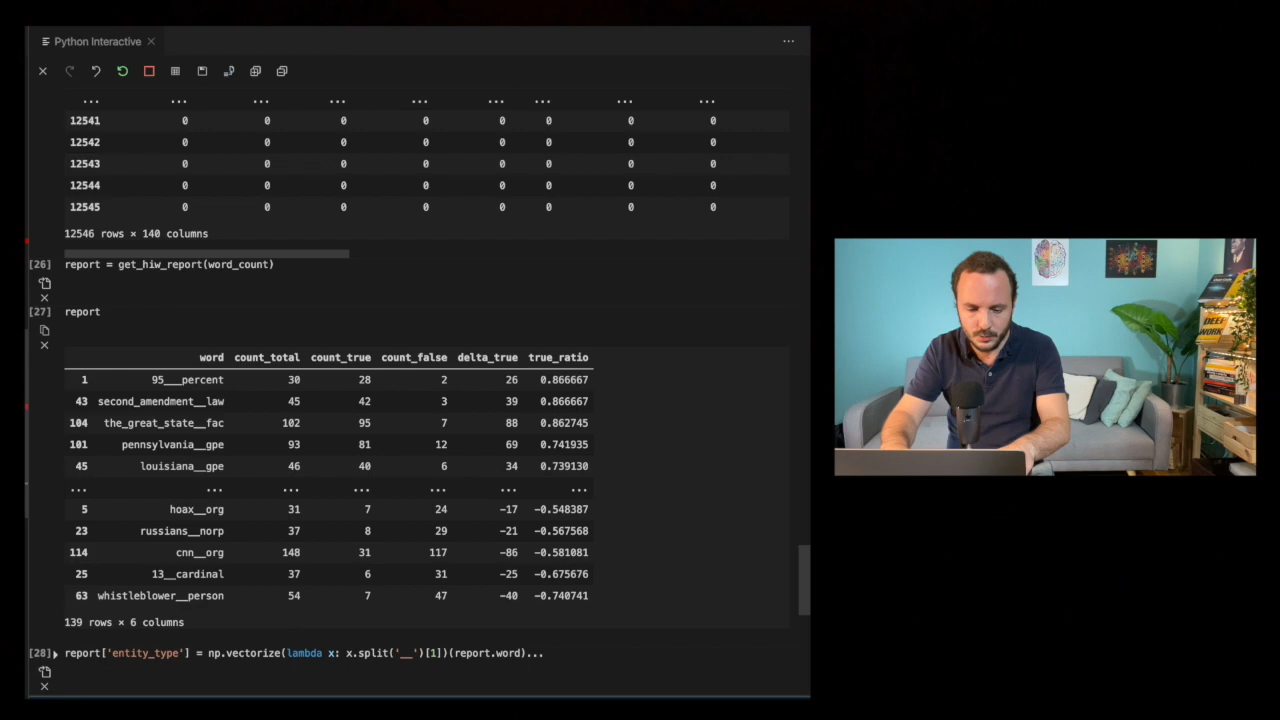 Python Interactive
... ... ... ... ... ... ... ... ...
12541 0 0 0 0 0 0 0 0
12542 0 0 0 0 0 0 0 0
12543 0 0 0 0 0 0 0 0
12544 0 0 0 0 0 0 0 0
12545 0 0 0 0 0 0 0 0
12546 rows × 140 columns
[26] report = get_hiw_report(word_count)
[27] report
word count_total count_true count_false delta_true true_ratio
1 95___percent 30 28 2 26 0.866667
43 second_amendment__law 45 42 3 39 0.866667
104 the_great_state__fac 102 95 7 88 0.862745
101 pennsylvania__gpe 93 81 12 69 0.741935
45 louisiana__gpe 46 40 6 34 0.739130
... ... ... ... ... ... ...
5 hoax__org 31 7 24 -17 -0.548387
23 russians__norp 37 8 29 -21 -0.567568
114 cnn__org 148 31 117 -86 -0.581081
25 13__cardinal 37 6 31 -25 -0.675676
63 whistleblower__person 54 7 47 -40 -0.740741
139 rows × 6 columns
[28] report['entity_type'] = np.vectorize(lambda x: x.split('__')[1])(report.word)...
DEEP
WORK